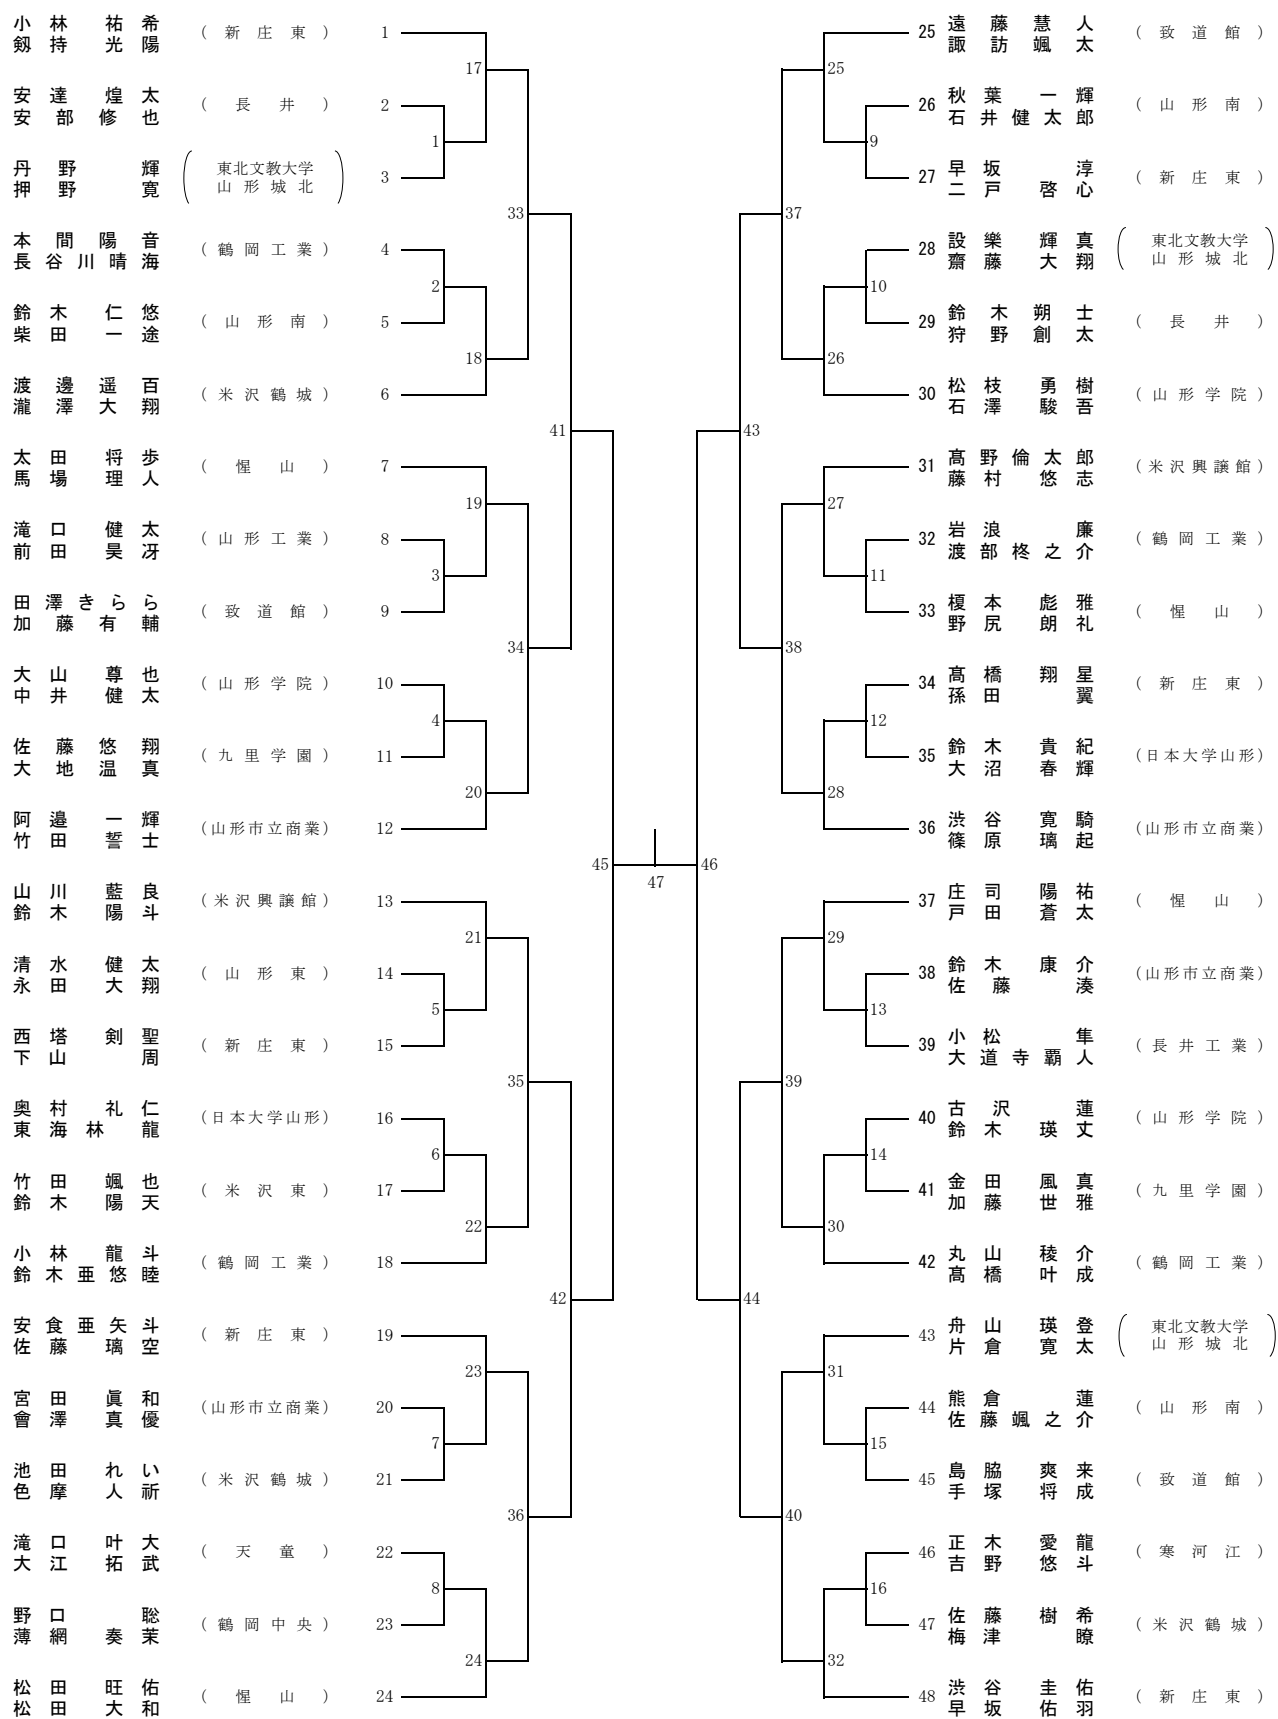 小林祐希 (新庄東) 1
剱持光陽
安達煌太 (長井) 2
安部修也
丹野輝 (東北文教大学山形城北) 3
押野寛
本間陽音 (鶴岡工業) 4
長谷川晴海
鈴木仁悠 (山形南) 5
柴田一途
渡邊遥百 (米沢鶴城) 6
瀧澤大翔
太田将歩 (惺山) 7
馬場理人
滝口健太 (山形工業) 8
前田昊冴
田澤きらら (致道館) 9
加藤有輔
大山尊也 (山形学院) 10
中井健太
佐藤悠翔 (九里学園) 11
大地温真
阿邉一輝 (山形市立商業) 12
竹田誓士
山川藍良 (米沢興譲館) 13
鈴木陽斗
清水健太 (山形東) 14
永田大翔
西塔剣聖 (新庄東) 15
下山周
奥村礼仁 (日本大学山形) 16
東海林龍
竹田颯也 (米沢東) 17
鈴木陽天
小林龍斗 (鶴岡工業) 18
鈴木亜悠睦
安食亜矢斗 (新庄東) 19
佐藤璃空
宮田眞和 (山形市立商業) 20
會澤真優
池田れい (米沢鶴城) 21
色摩人祈
滝口叶大 (天童) 22
大江拓武
野口聡 (鶴岡中央) 23
薄網奏茉
松田旺佑 (惺山) 24
松田大和
17
1
33
2
18
41
19
3
34
4
20
45
21
5
35
6
22
42
23
7
36
8
24
47
25
9
37
10
26
43
27
11
38
12
28
46
29
13
39
14
30
44
31
15
40
16
32
25 遠藤慧人 (致道館)
諏訪颯太
26 秋葉一輝 (山形南)
石井健太郎
27 早坂淳 (新庄東)
二戸啓心
28 設樂輝真 (東北文教大学山形城北)
齋藤大翔
29 鈴木朔士 (長井)
狩野創太
30 松枝勇樹 (山形学院)
石澤駿吾
31 髙野倫太郎 (米沢興譲館)
藤村悠志
32 岩浪廉 (鶴岡工業)
渡部柊之介
33 榎本彪雅 (惺山)
野尻朗礼
34 髙橋翔星 (新庄東)
孫田翼
35 鈴木貴紀 (日本大学山形)
大沼春輝
36 渋谷寛騎 (山形市立商業)
篠原璃起
37 庄司陽祐 (惺山)
戸田蒼太
38 鈴木康介 (山形市立商業)
佐藤湊
39 小松隼 (長井工業)
大道寺覇人
40 古沢蓮 (山形学院)
鈴木瑛丈
41 金田風真 (九里学園)
加藤世雅
42 丸山稜介 (鶴岡工業)
髙橋叶成
43 舟山瑛登 (東北文教大学山形城北)
片倉寛太
44 熊倉蓮 (山形南)
佐藤颯之介
45 島脇爽来 (致道館)
手塚将成
46 正木愛龍 (寒河江)
吉野悠斗
47 佐藤樹希 (米沢鶴城)
梅津瞭
48 渋谷圭佑 (新庄東)
早坂佑羽